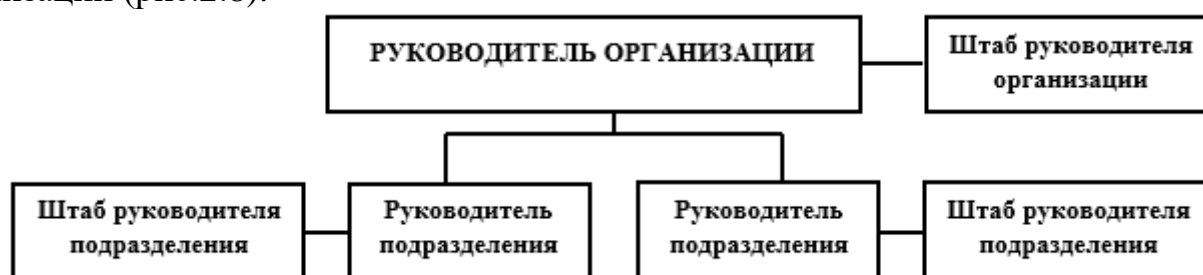 РУКОВОДИТЕЛЬ ОРГАНИЗАЦИИ
Штаб руководителя
организации
Штаб руководителя
подразделения
Руководитель
подразделения
Руководитель
подразделения
Штаб руководителя
подразделения